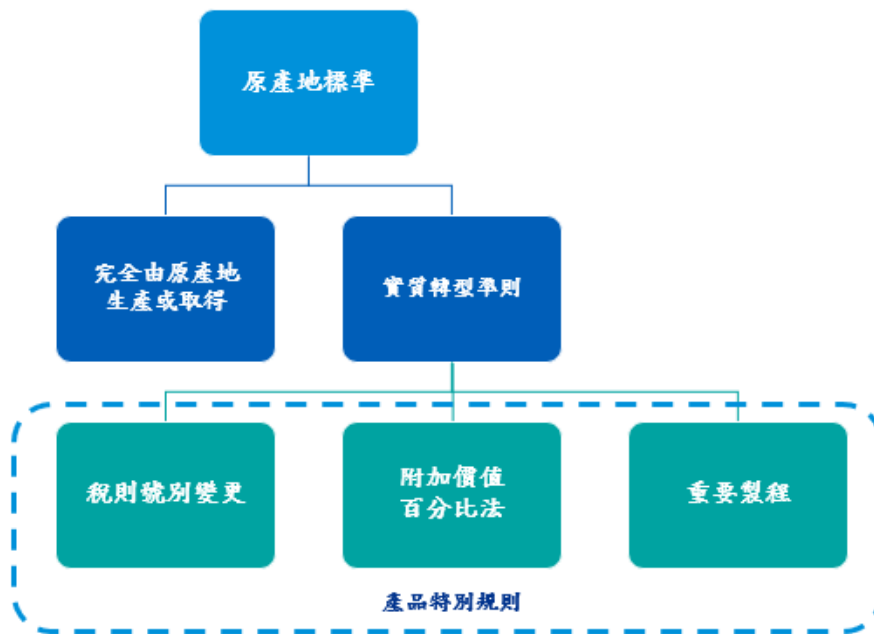 原產地標準
完全由原產地
生產或取得
實質轉型準則
稅則號別變更
附加價值
百分比法
重要製程
產品特別規則